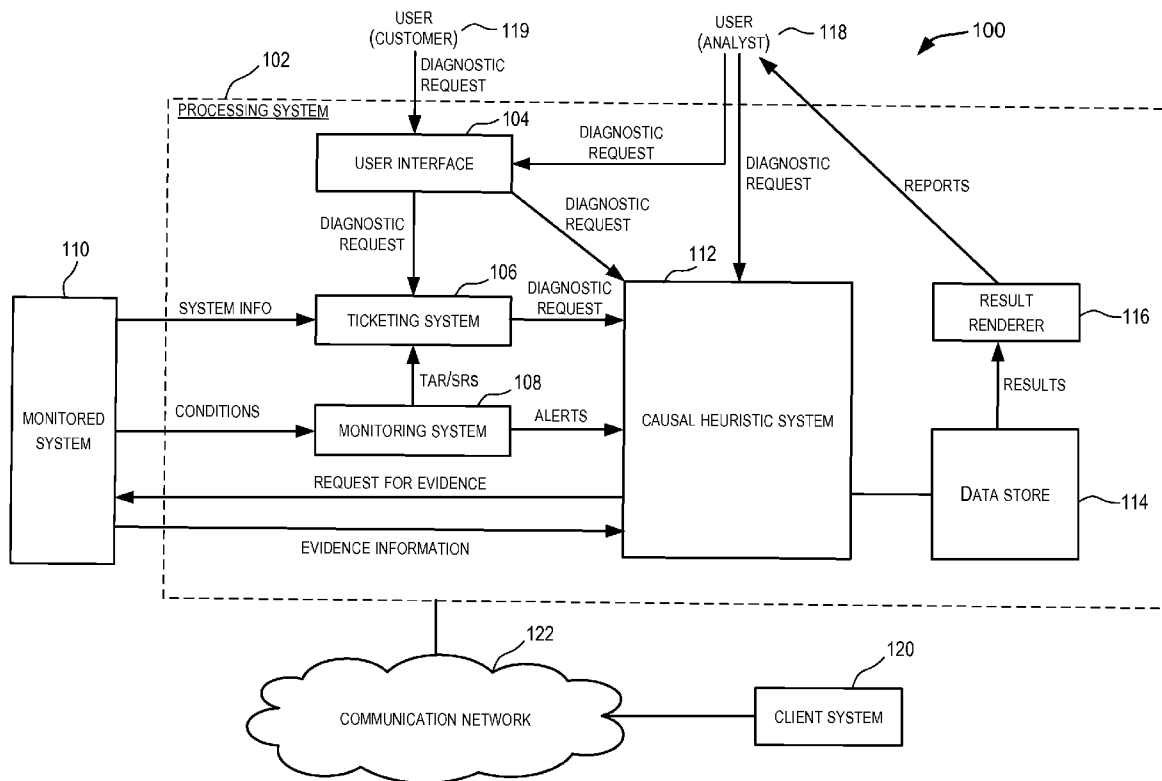 USER
(CUSTOMER)
119
USER
(ANALYST)
118
100
102
DIAGNOSTIC
REQUEST
PROCESSING SYSTEM
104
USER INTERFACE
DIAGNOSTIC
REQUEST
DIAGNOSTIC
REQUEST
REPORTS
DIAGNOSTIC
REQUEST
DIAGNOSTIC
REQUEST
110
112
106
SYSTEM INFO
TICKETING SYSTEM
DIAGNOSTIC
REQUEST
RESULT
RENDERER
116
TAR/SRS
108
RESULTS
MONITORED
SYSTEM
CONDITIONS
MONITORING SYSTEM
ALERTS
CAUSAL HEURISTIC SYSTEM
REQUEST FOR EVIDENCE
DATA STORE
114
EVIDENCE INFORMATION
122
COMMUNICATION NETWORK
120
CLIENT SYSTEM